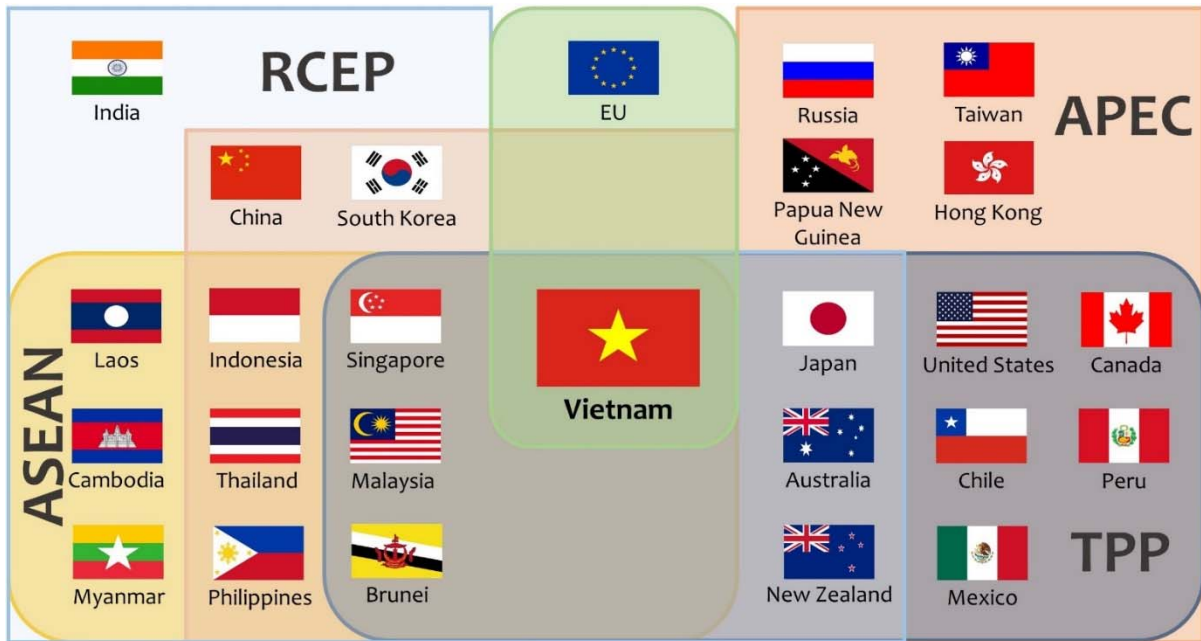 RCEP
India
EU
Russia
Taiwan
APEC
China
South Korea
Papua New
Guinea
Hong Kong
ASEAN
Laos
Indonesia
Singapore
Vietnam
Japan
United States
Canada
Cambodia
Thailand
Malaysia
Australia
Chile
Peru
TPP
Myanmar
Philippines
Brunei
New Zealand
Mexico